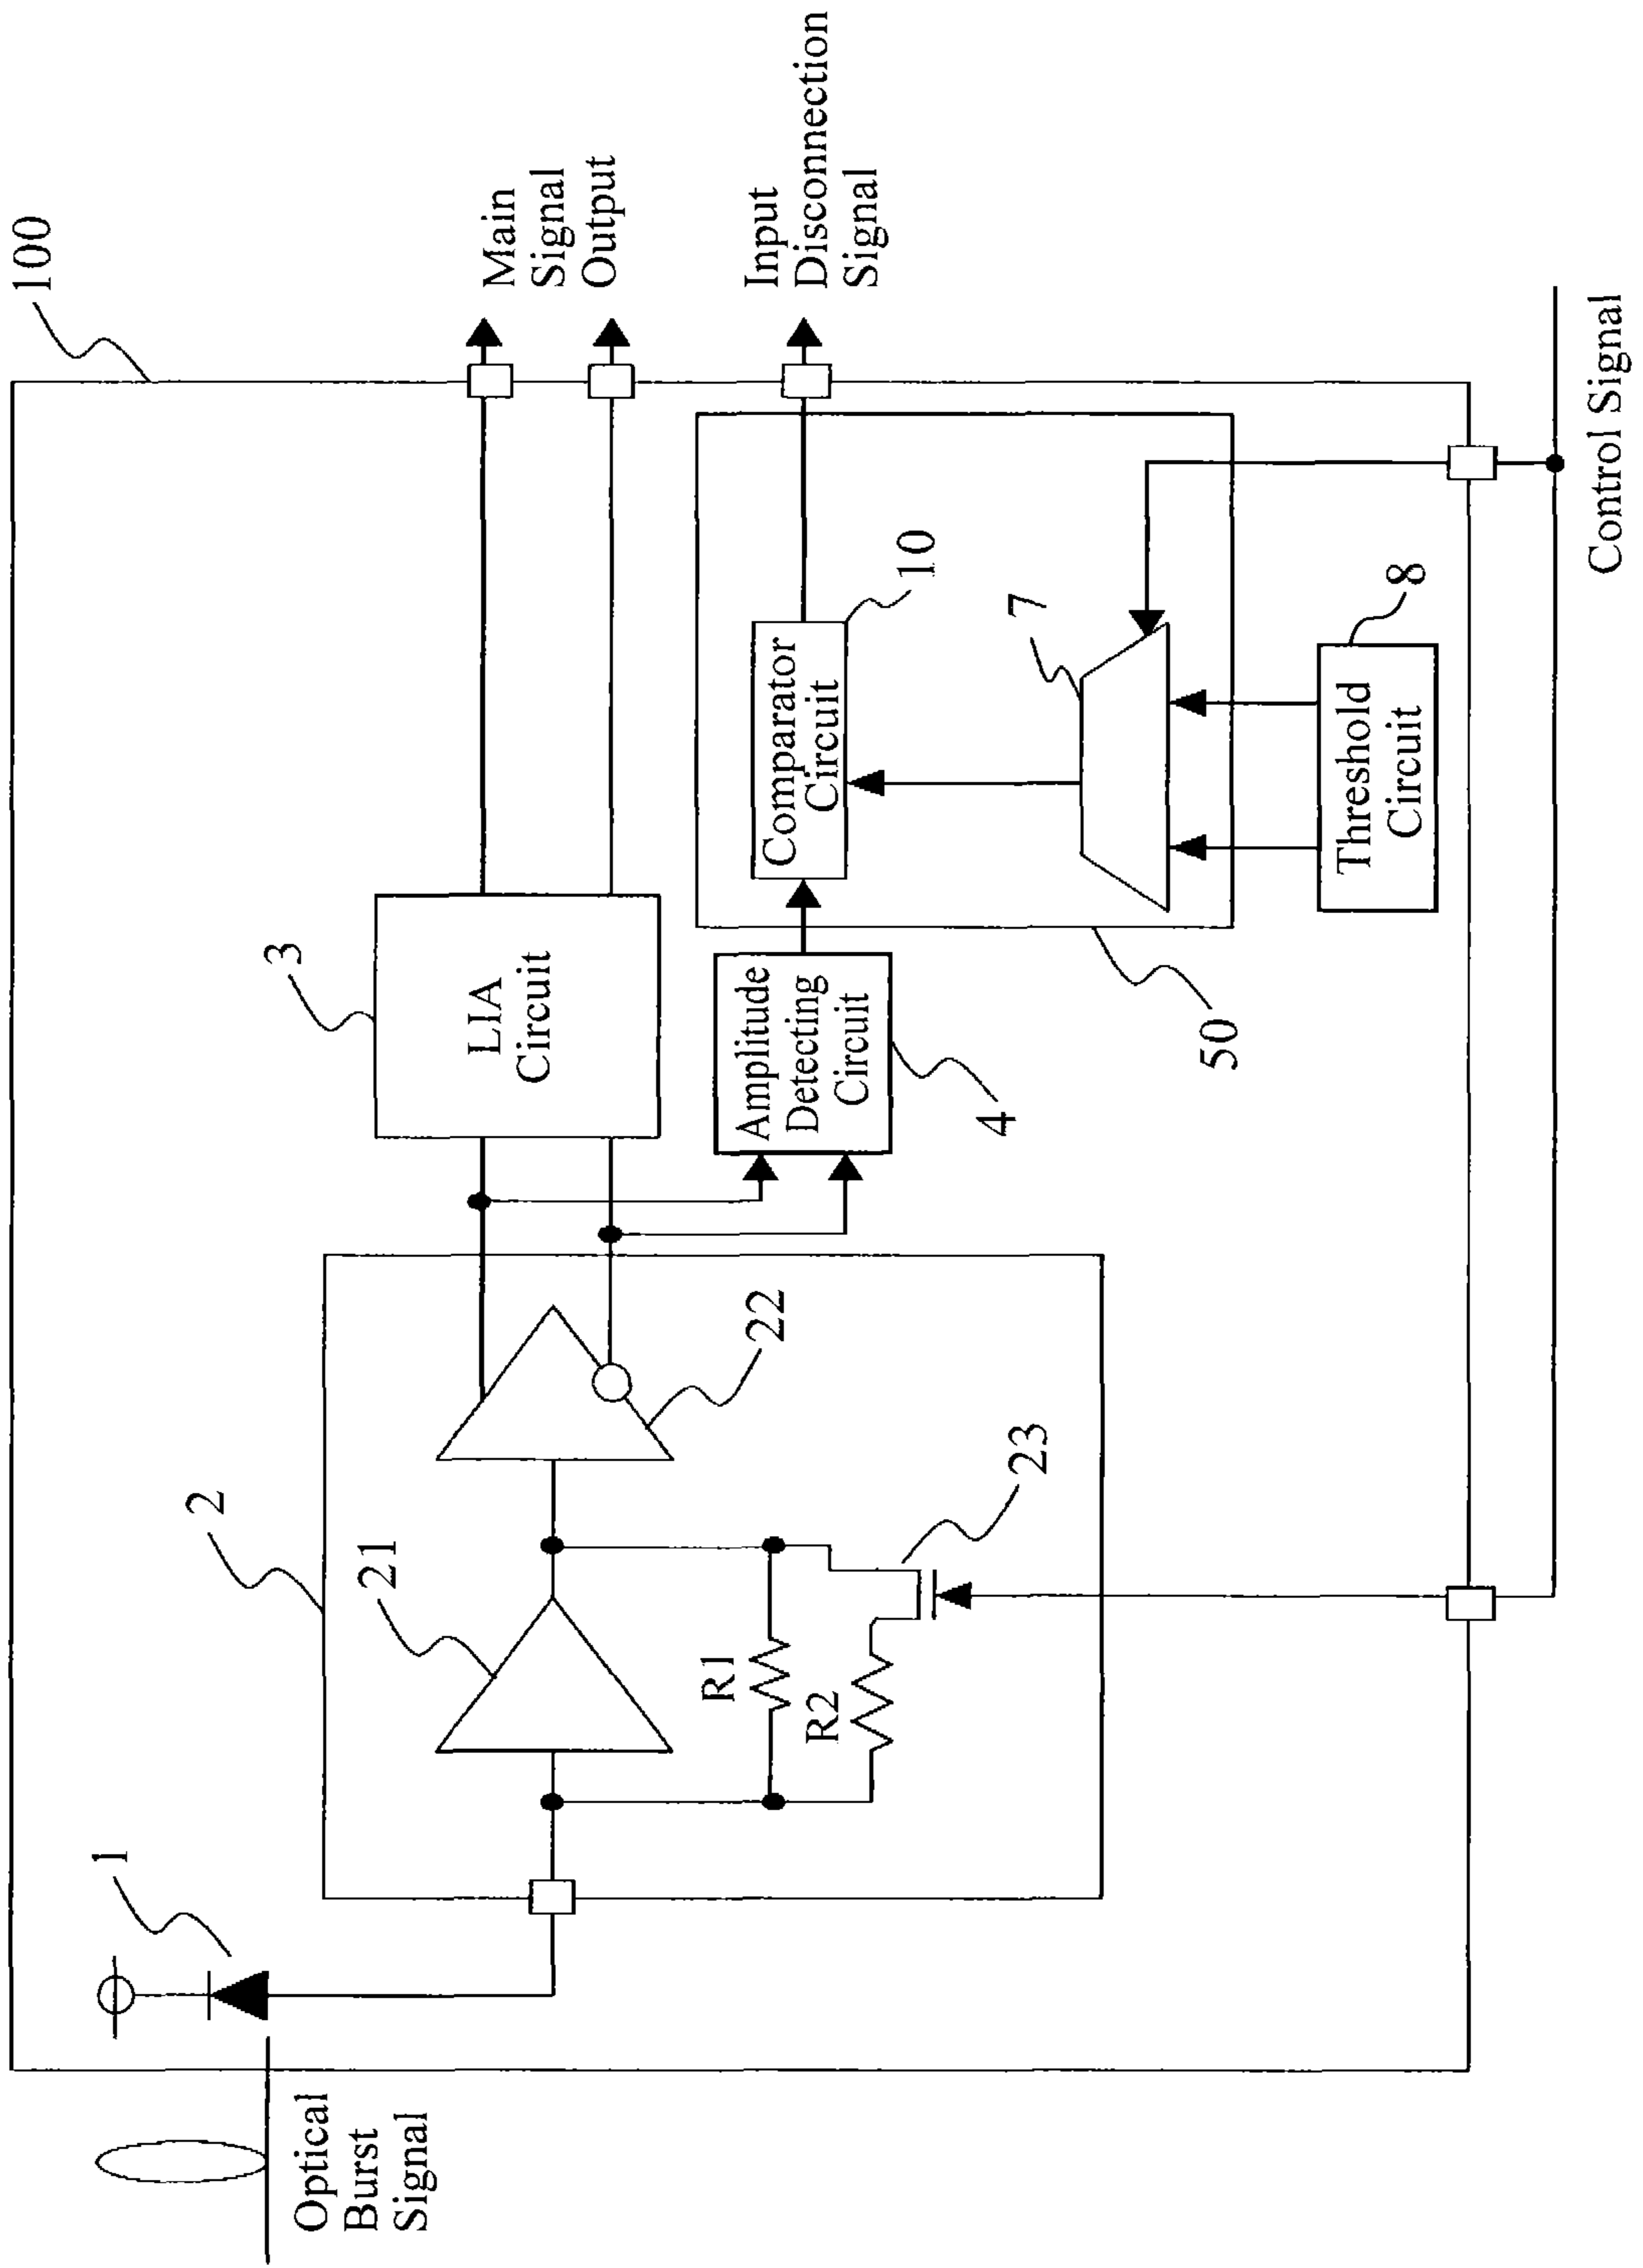 100
1
2
21
R1
R2
22
23
3
LIA
Circuit
Amplitude
Detecting
Circuit
4
50
Comparator
Circuit
10
7
Threshold
Circuit
8
Optical
Burst
Signal
Main
Signal
Output
Input
Disconnection
Signal
Control Signal